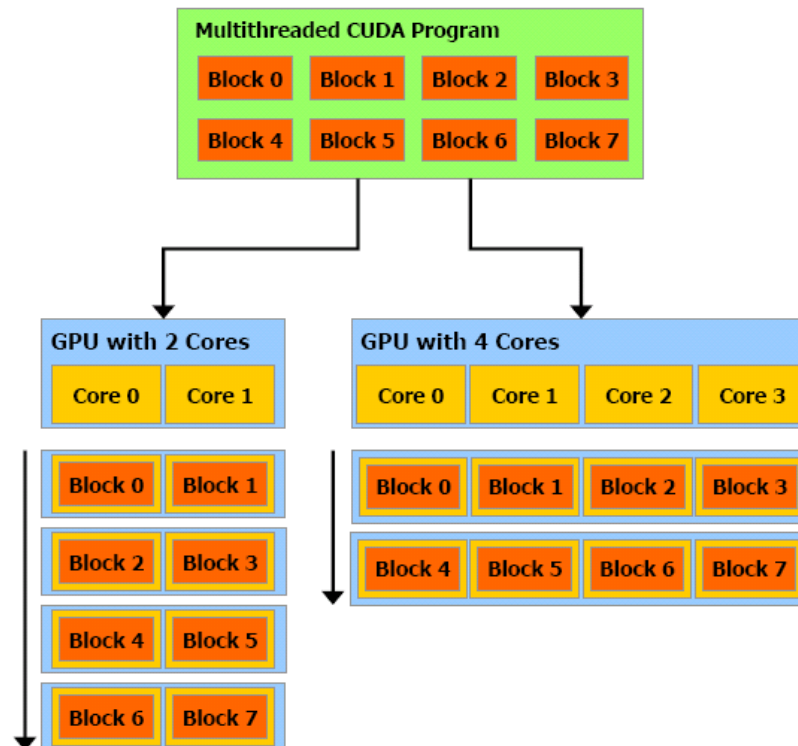 Multithreaded CUDA Program
Block 0 Block 1 Block 2 Block 3
Block 4 Block 5 Block 6 Block 7
GPU with 2 Cores
Core 0 Core 1
Block 0 Block 1
Block 2 Block 3
Block 4 Block 5
Block 6 Block 7
GPU with 4 Cores
Core 0 Core 1 Core 2 Core 3
Block 0 Block 1 Block 2 Block 3
Block 4 Block 5 Block 6 Block 7